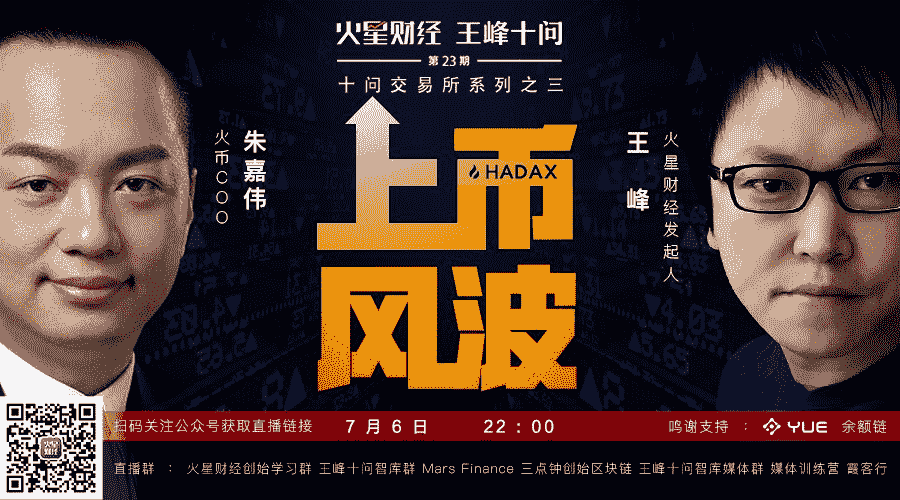 火星财经 王峰十问
第23期
十问交易所系列之三
朱嘉伟
火币COO
上币
HADAX
风波
王峰
火星财经发起人
扫码关注公众号获取直播链接 7月6日 22:00 鸣谢支持 : YUE 余额链
火星财经
直播群 : 火星财经创始学习群 王峰十问智库群 Mars Finance 三点钟创始区块链 王峰十问智库媒体群 媒体训练营 霞客行